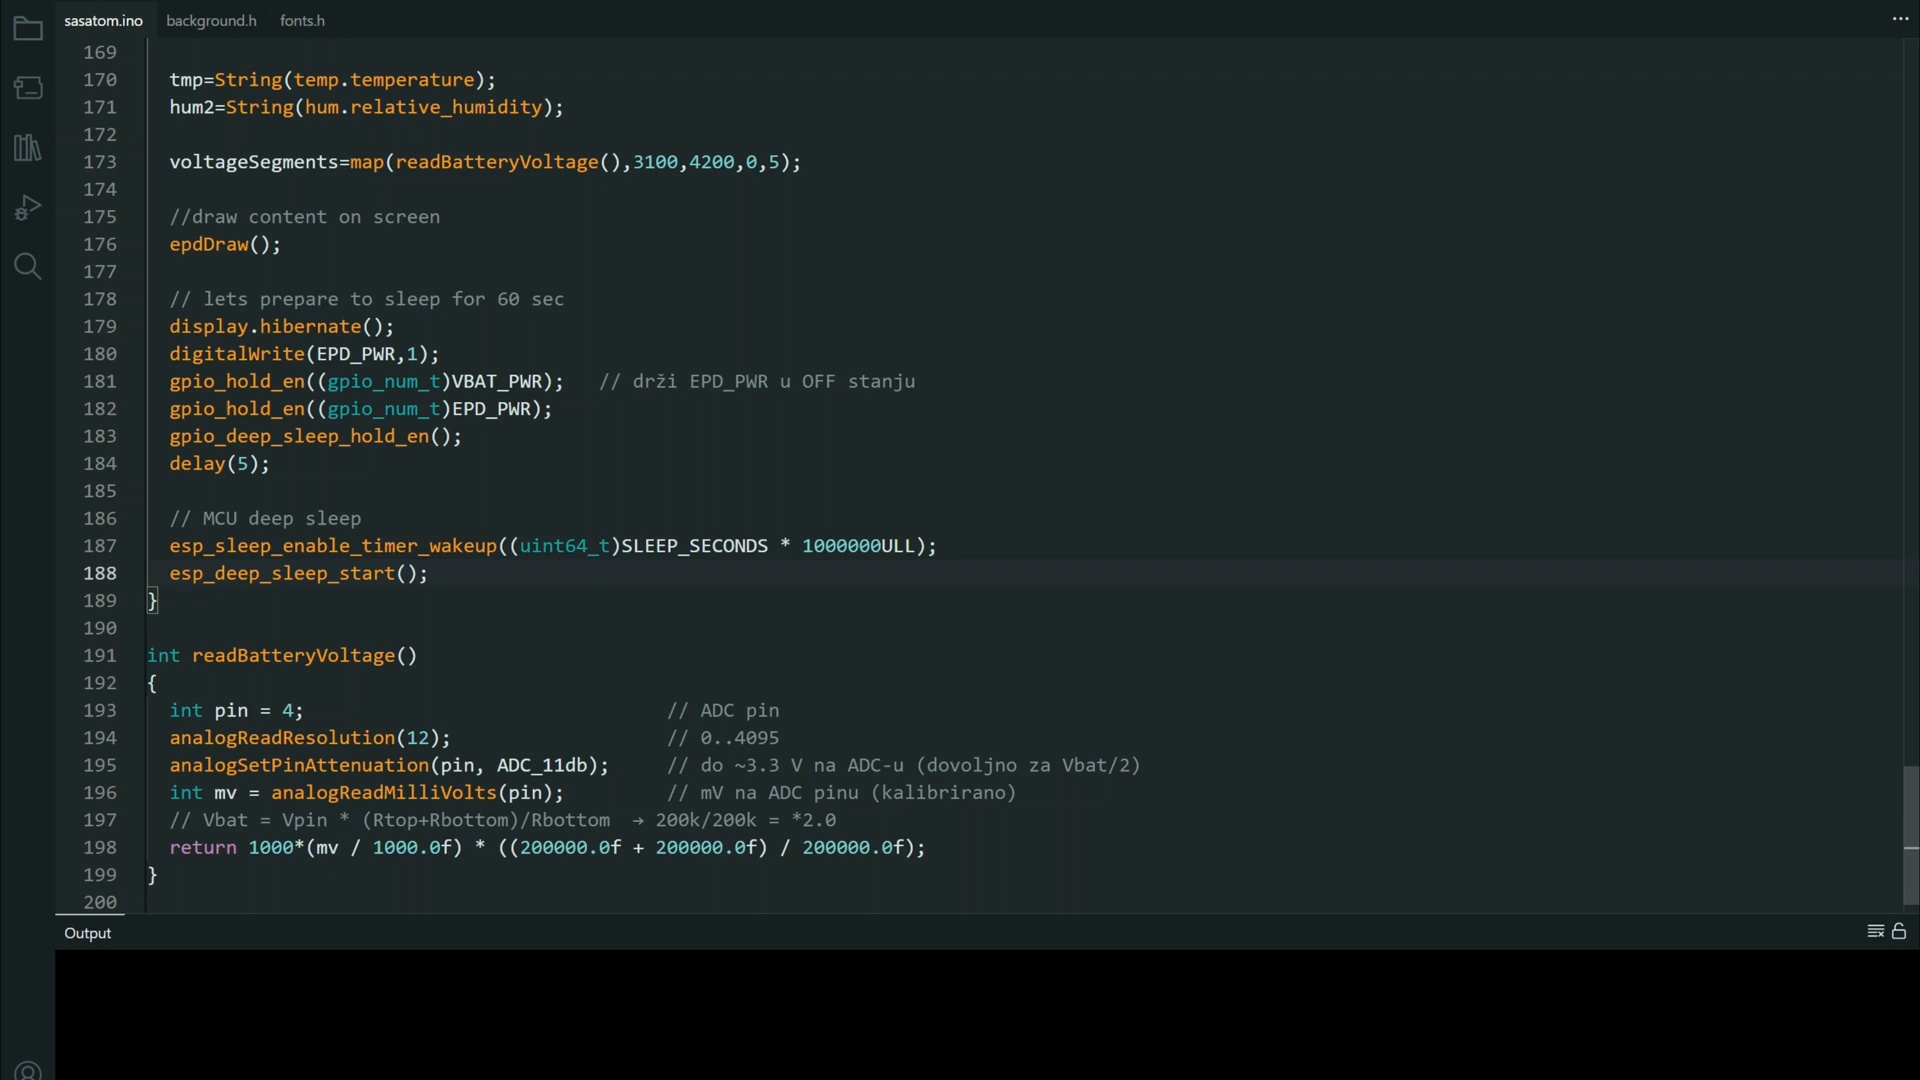 sasatom.ino background.h fonts.h
169
170 tmp=String(temp.temperature);
171 hum2=String(hum.relative_humidity);
172
173 voltageSegments=map(readBatteryVoltage(),3100,4200,0,5);
174
175 //draw content on screen
176 epdDraw();
177
178 // lets prepare to sleep for 60 sec
179 display.hibernate();
180 digitalWrite(EPD_PWR,1);
181 gpio_hold_en((gpio_num_t)VBAT_PWR); // drži EPD_PWR u OFF stanju
182 gpio_hold_en((gpio_num_t)EPD_PWR);
183 gpio_deep_sleep_hold_en();
184 delay(5);
185
186 // MCU deep sleep
187 esp_sleep_enable_timer_wakeup((uint64_t)SLEEP_SECONDS * 1000000ULL);
188 esp_deep_sleep_start();
189 }
190
191 int readBatteryVoltage()
192 {
193 int pin = 4; // ADC pin
194 analogReadResolution(12); // 0..4095
195 analogSetPinAttenuation(pin, ADC_11db); // do ~3.3 V na ADC-u (dovoljno za Vbat/2)
196 int mv = analogReadMilliVolts(pin); // mV na ADC pinu (kalibrirano)
197 // Vbat = Vpin * (Rtop+Rbottom)/Rbottom → 200k/200k = *2.0
198 return 1000*(mv / 1000.0f) * ((200000.0f + 200000.0f) / 200000.0f);
199 }
200
Output